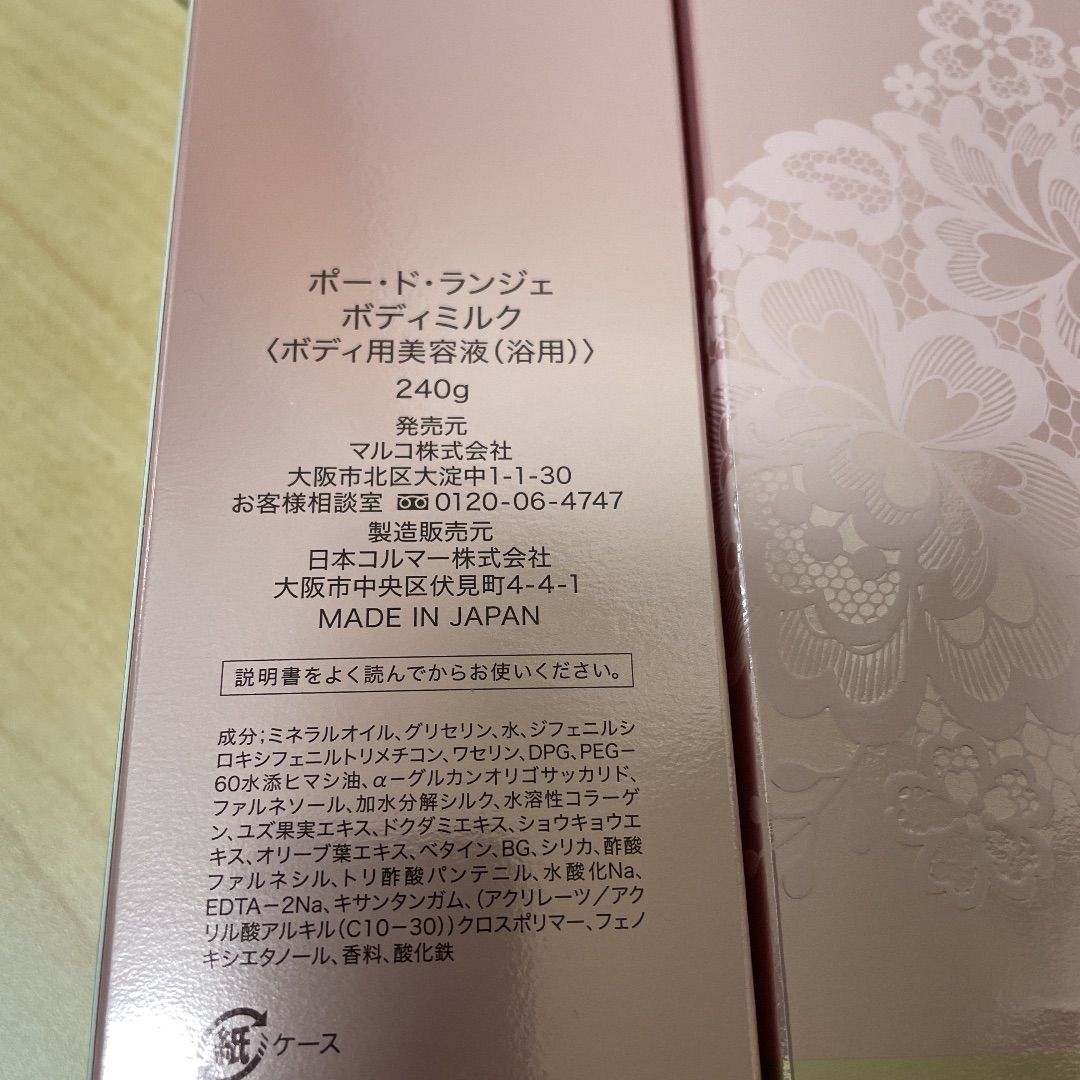 ポー・ド・ランジェ
ボディミルク
〈ボディ用美容液(浴用)〉
240g
発売元
マルコ株式会社
大阪市北区大淀中1-1-30
お客様相談室 0120-06-4747
製造販売元
日本コルマー株式会社
大阪市中央区伏見町4-4-1
MADE IN JAPAN
説明書をよく読んでからお使いください。
成分;ミネラルオイル、グリセリン、水、ジフェニルシ
ロキシフェニルトリメチコン、ワセリン、DPG、PEG-
60水添ヒマシ油、α-グルカンオリゴサッカリド、
ファルネソール、加水分解シルク、水溶性コラーゲ
ン、ユズ果実エキス、ドクダミエキス、ショウキョウエ
キス、オリーブ葉エキス、ベタイン、BG、シリカ、酢酸
ファルネシル、トリ酢酸パンテニル、水酸化Na、
EDTA-2Na、キサンタンガム、(アクリレーツ/アク
リル酸アルキル(C10-30))クロスポリマー、フェノ
キシエタノール、香料、酸化鉄
紙 ケース